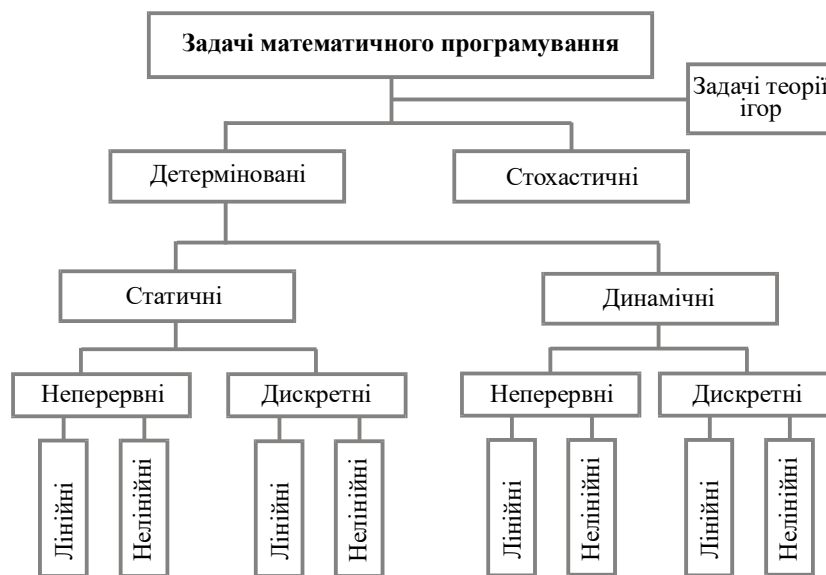 Задачі математичного програмування
Задачі теорії
ігор
Детерміновані
Стохастичні
Статичні
Динамічні
Неперервні
Дискретні
Неперервні
Дискретні
Лінійні
Нелінійні
Лінійні
Нелінійні
Лінійні
Нелінійні
Лінійні
Нелінійні